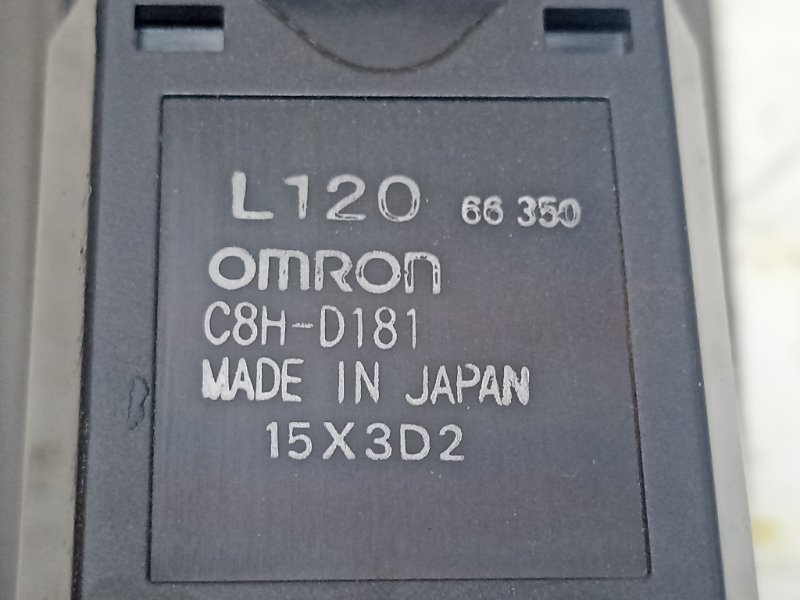 L120 66 350
omron
C8H-D181
MADE IN JAPAN
15X3D2